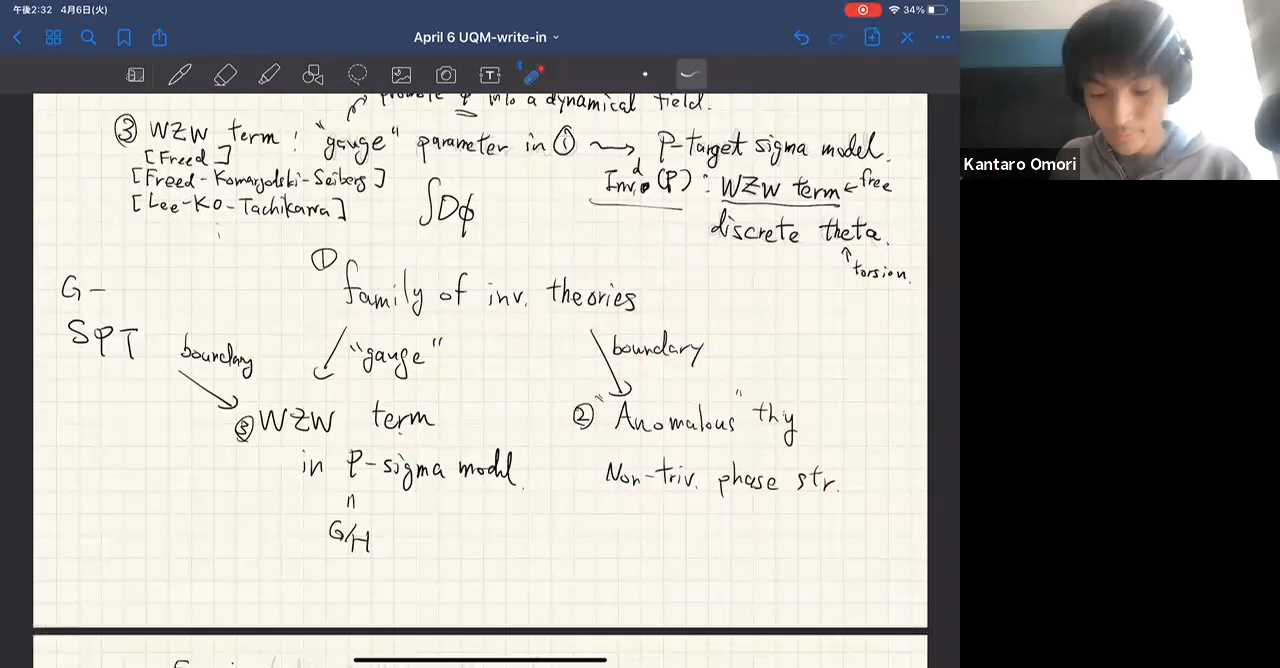 午後2:32 4月6日(火)
34%
April 6 UQM-write-in
Kantaro Omori
promote φ into a dynamical field.
③ WZW term : "gauge" parameter in ① ⇝ P-target sigma model.
[Freed]
[Freed-Komargodski-Seiberg]
[Lee-KO-Tachikawa]
∫Dϕ
: WZW term ← free
discrete theta.
↑ torsion.
①
family of inv. theories
G-
SPT
boundary
"gauge"
boundary
③ WZW term
in P-sigma model.
G/H
② "Anomalous" thy
Non-triv. phase str.